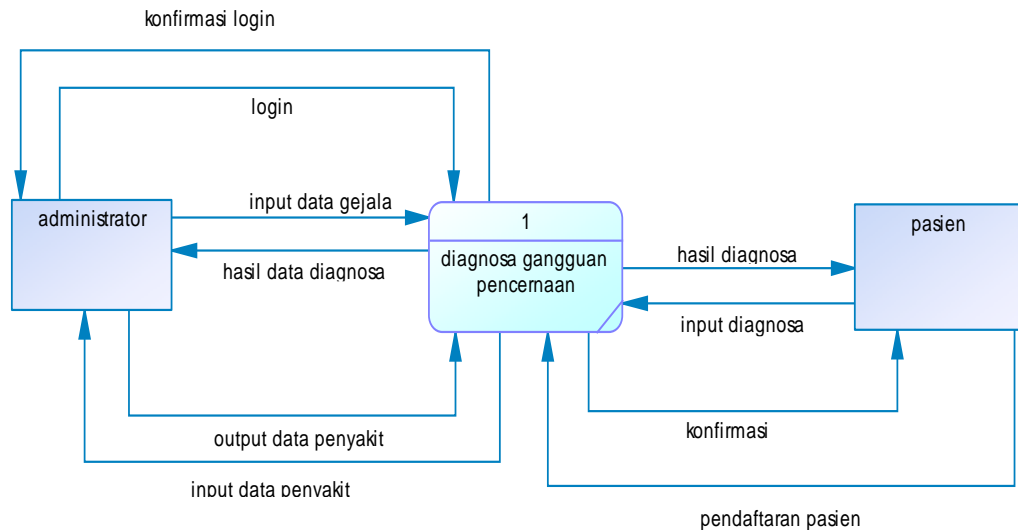 konfirmasi login
login
input data gejala
administrator
hasil data diagnosa
1
diagnosa gangguan
pencernaan
pasien
hasil diagnosa
input diagnosa
output data penyakit
input data penyakit
konfirmasi
pendaftaran pasien